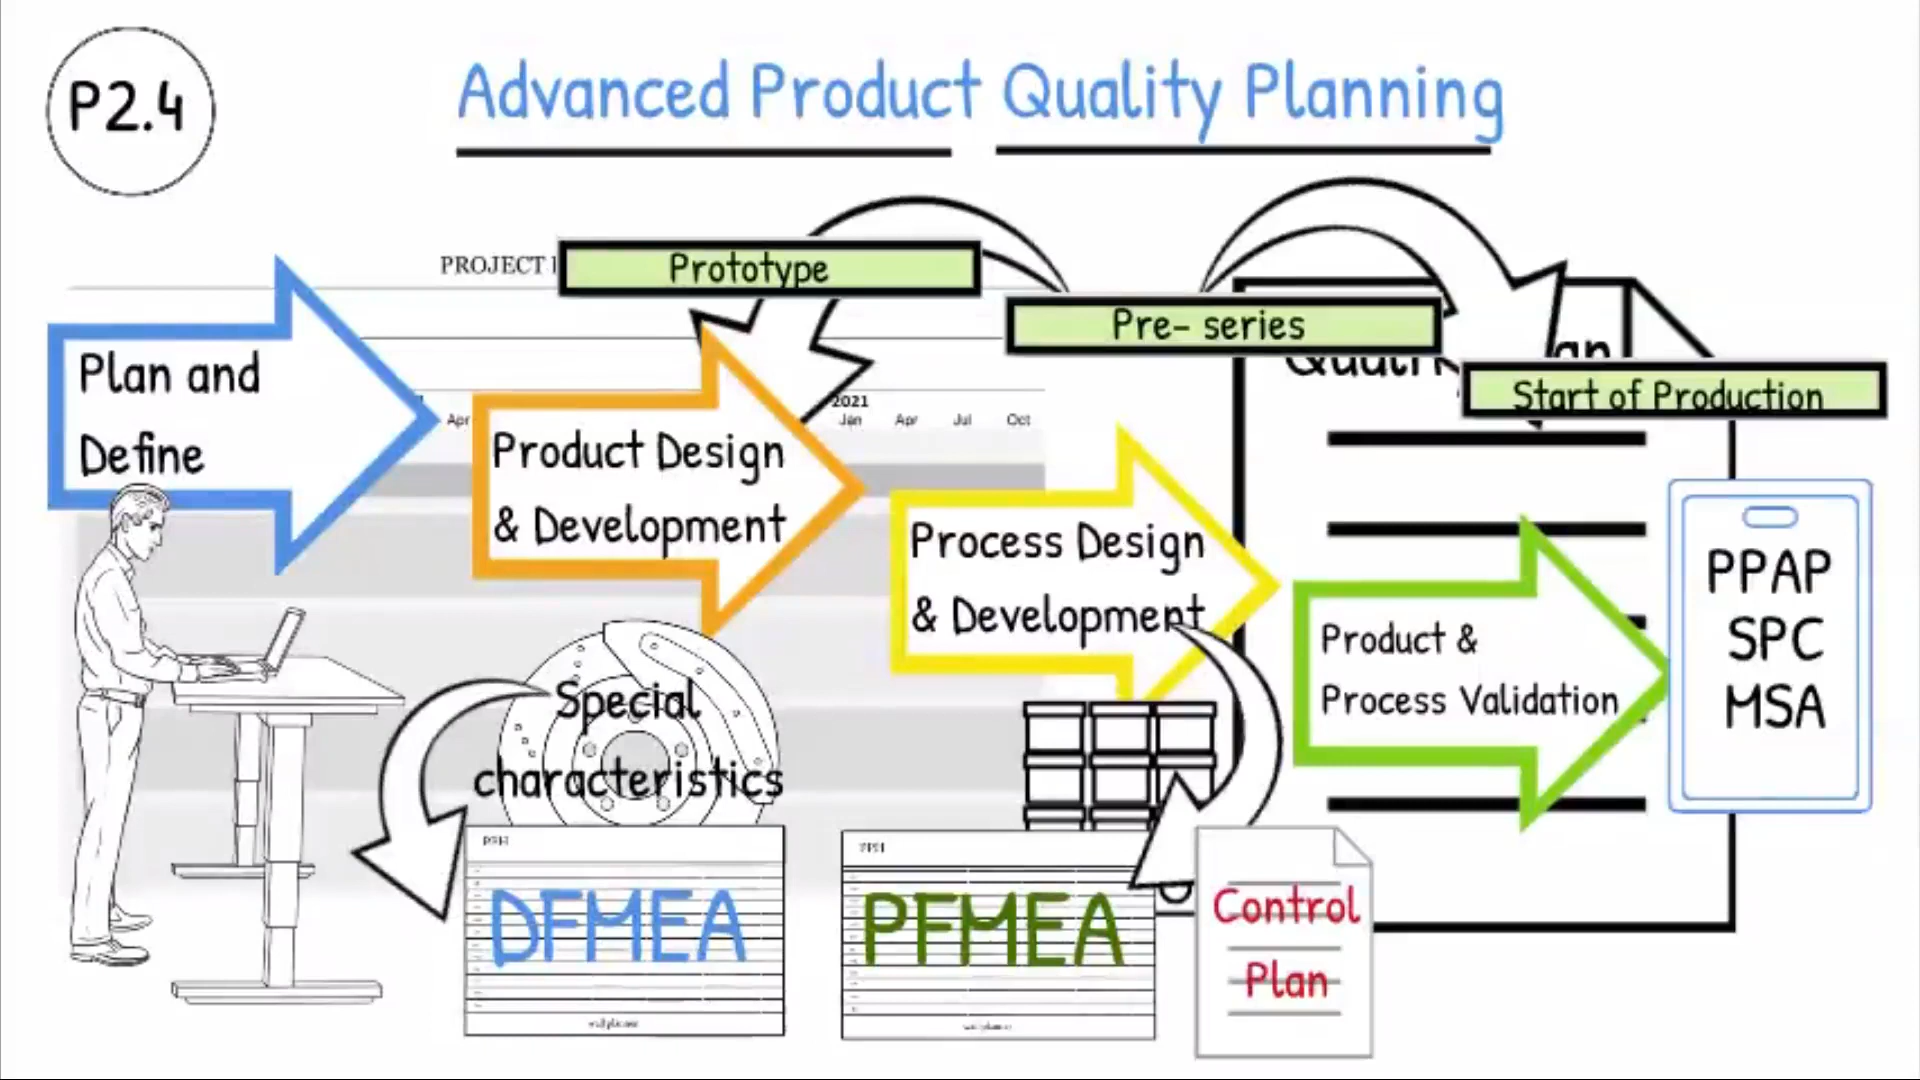 P2.4
Advanced Product Quality Planning
PROJECT
Prototype
Pre- series
Start of Production
Plan and
Define
2021
Apr
Jan Apr Jul Oct
Product Design
& Development
Process Design
& Development
Product &
Process Validation
PPAP
SPC
MSA
Special
characteristics
DFMEA
PFMEA
Control
Plan